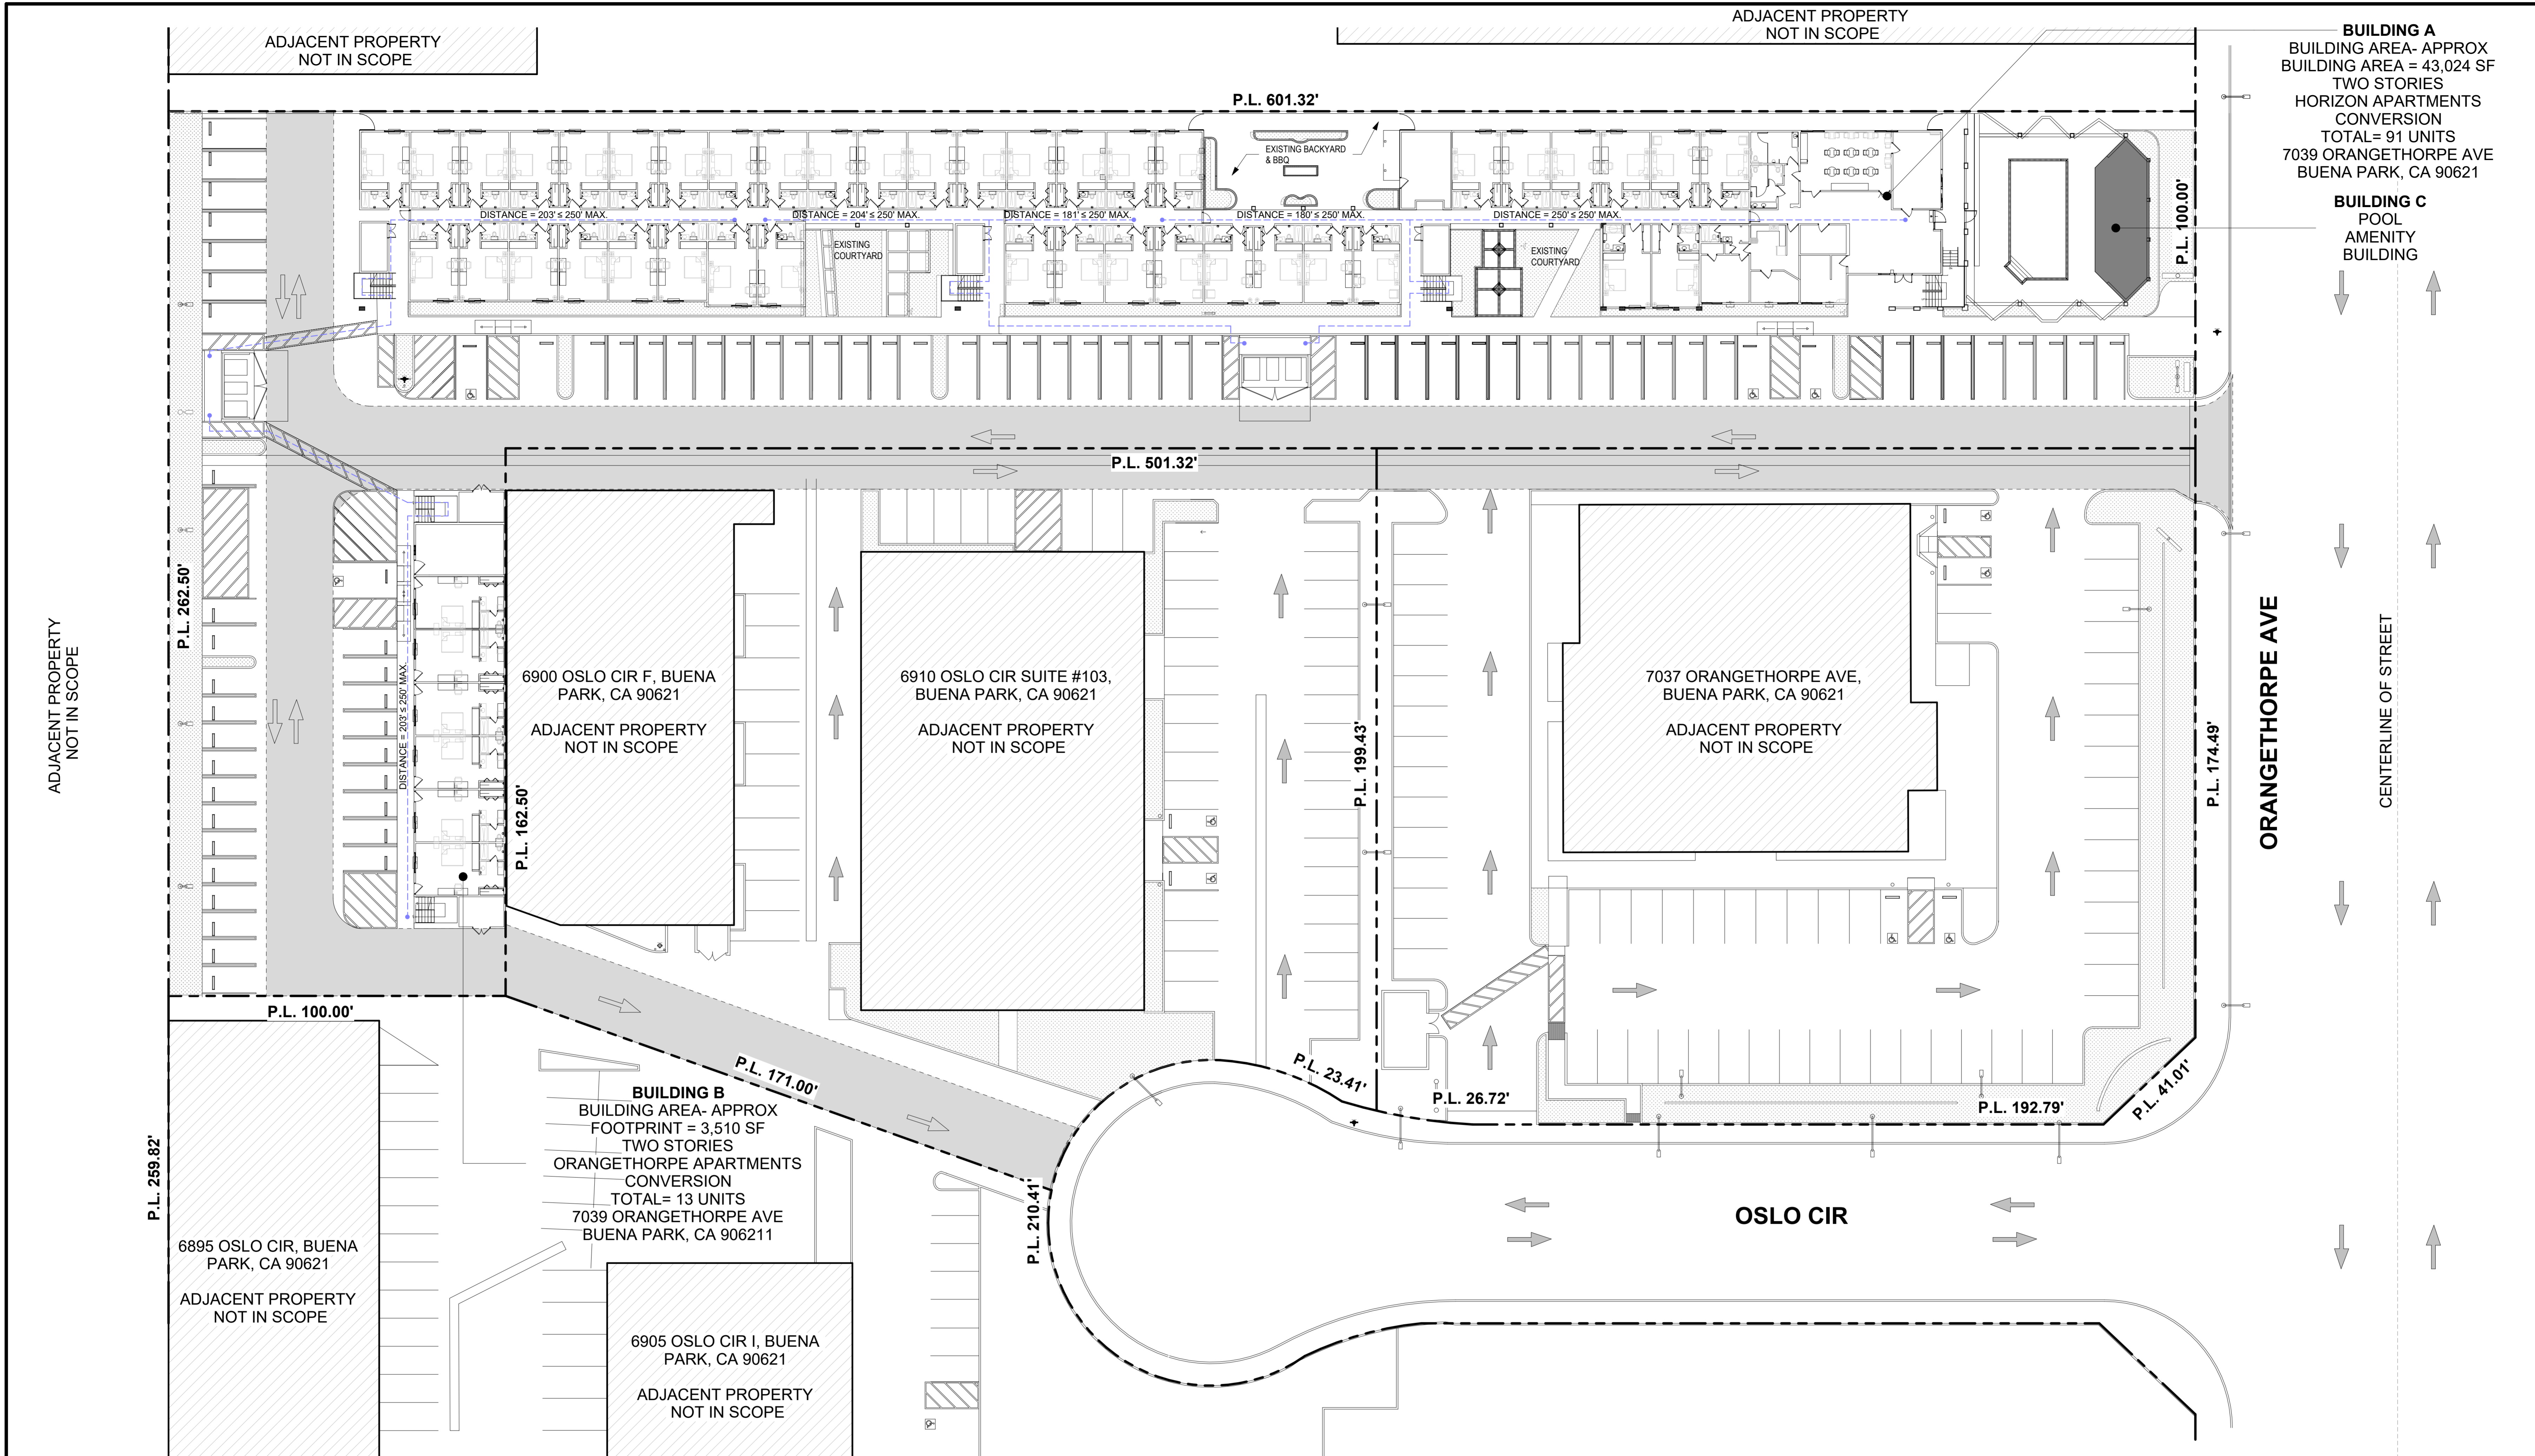 ADJACENT PROPERTY
NOT IN SCOPE
ADJACENT PROPERTY
NOT IN SCOPE
BUILDING A
BUILDING AREA- APPROX
BUILDING AREA = 43,024 SF
TWO STORIES
HORIZON APARTMENTS
CONVERSION
TOTAL= 91 UNITS
7039 ORANGETHORPE AVE
BUENA PARK, CA 90621
BUILDING C
POOL
AMENITY
BUILDING
P.L. 601.32'
EXISTING BACKYARD
& BBQ
P.L. 100.00'
DISTANCE = 203' ≤ 250' MAX.
DISTANCE = 204' ≤ 250' MAX.
DISTANCE = 181' ≤ 250' MAX.
DISTANCE = 180' ≤ 250' MAX.
DISTANCE = 250' ≤ 250' MAX.
EXISTING
COURTYARD
EXISTING
COURTYARD
P.L. 501.32'
P.L. 262.50'
ADJACENT PROPERTY
NOT IN SCOPE
DISTANCE = 203' ≤ 250' MAX.
P.L. 162.50'
6900 OSLO CIR F, BUENA
PARK, CA 90621
ADJACENT PROPERTY
NOT IN SCOPE
6910 OSLO CIR SUITE #103,
BUENA PARK, CA 90621
ADJACENT PROPERTY
NOT IN SCOPE
P.L. 199.43'
7037 ORANGETHORPE AVE,
BUENA PARK, CA 90621
ADJACENT PROPERTY
NOT IN SCOPE
P.L. 174.49'
ORANGETHORPE AVE
CENTERLINE OF STREET
P.L. 100.00'
P.L. 171.00'
P.L. 23.41'
P.L. 26.72'
P.L. 192.79'
P.L. 41.01'
BUILDING B
BUILDING AREA- APPROX
FOOTPRINT = 3,510 SF
TWO STORIES
ORANGETHORPE APARTMENTS
CONVERSION
TOTAL= 13 UNITS
7039 ORANGETHORPE AVE
BUENA PARK, CA 906211
P.L. 259.82'
P.L. 210.41'
OSLO CIR
6895 OSLO CIR, BUENA
PARK, CA 90621
ADJACENT PROPERTY
NOT IN SCOPE
6905 OSLO CIR I, BUENA
PARK, CA 90621
ADJACENT PROPERTY
NOT IN SCOPE